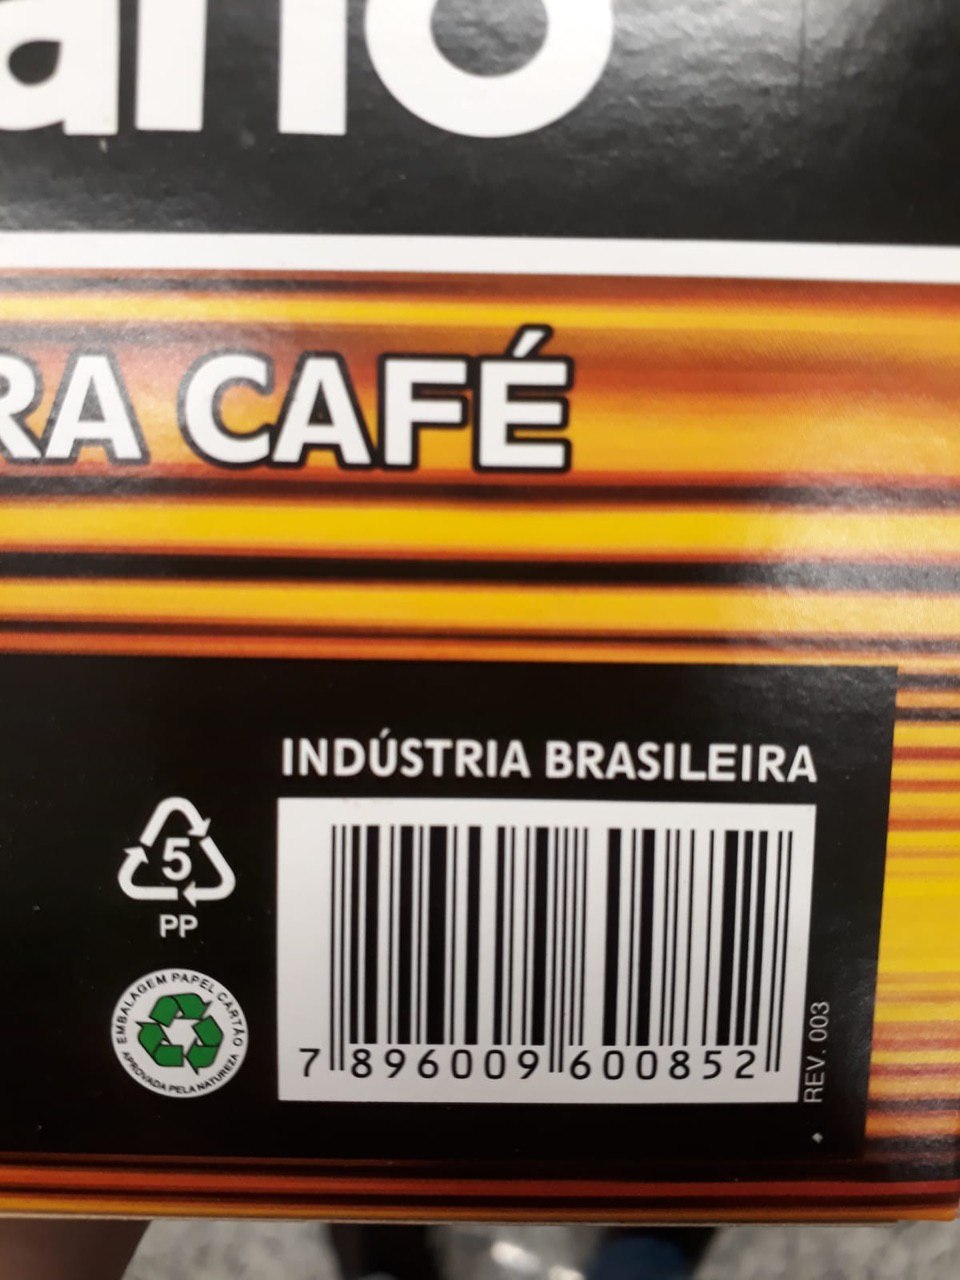 RA CAFÉ
INDÚSTRIA BRASILEIRA
5
PP
EMBALAGEM PAPEL CARTÃO
APROVADA PELA NATUREZA
7 896009 600852
REV. 003